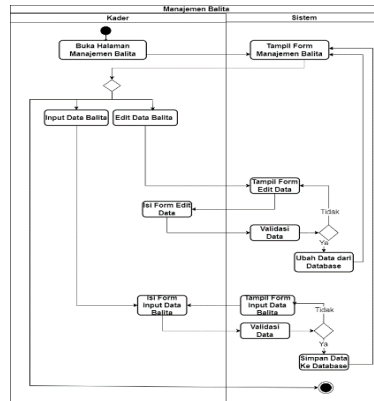 Manajemen Balita
Kader
Sistem
Buka Halaman
Manajemen Balita
Tampil Form
Manajemen Balita
Input Data Balita
Edit Data Balita
Tampil Form
Edit Data
Isi Form Edit
Data
Tidak
Validasi
Data
Ya
Ubah Data dari
Database
Isi Form
Input Data
Balita
Tampil Form
Input Data
Balita
Tidak
Validasi
Data
Ya
Simpan Data
Ke Database